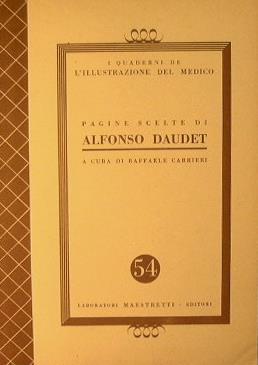 I QUADERNI DE
L'ILLUSTRAZIONE DEL MEDICO
PAGINE SCELTE DI
ALFONSO DAUDET
A CURA DI RAFFAELE CARRIERI
54
LABORATORI MAESTRETTI - EDITORI